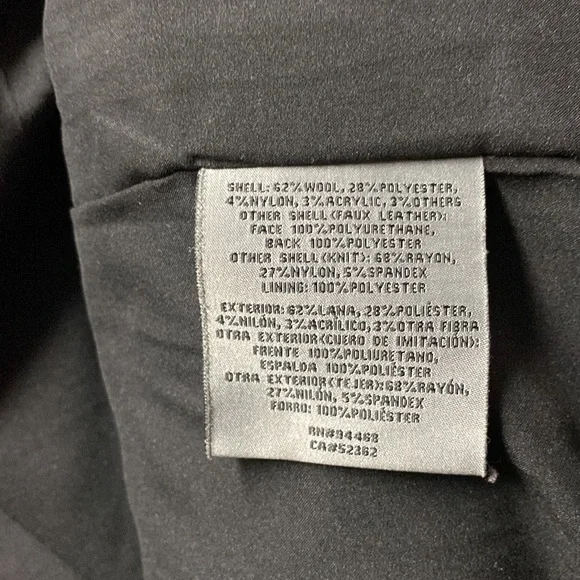 SHELL: 62%WOOL, 28%POLYESTER,
4%NYLON, 3%ACRYLIC, 3%OTHERS
OTHER SHELL(FAUX LEATHER):
FACE 100%POLYURETHANE,
BACK 100%POLYESTER
OTHER SHELL(KNIT): 68%RAYON,
27%NYLON, 5%SPANDEX
LINING: 100%POLYESTER
EXTERIOR: 62%LANA, 28%POLIÉSTER,
4%NILÓN, 3%ACRÍLICO, 3%OTRA FIBRA
OTRA EXTERIOR(CUERO DE IMITACIÓN):
FRENTE 100%POLIURETANO,
ESPALDA 100%POLIÉSTER
OTRA EXTERIOR(TEJER): 68%RAYÓN,
27%NILÓN, 5%SPANDEX
FORRO: 100%POLIÉSTER
RN#94468
CA#52362